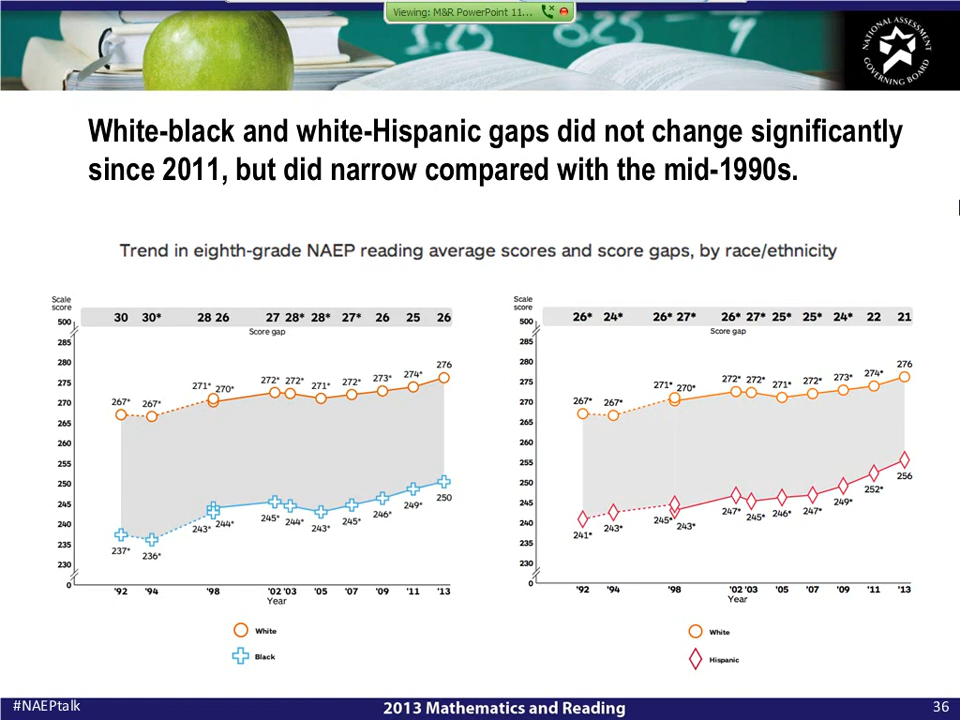 Viewing: M&R PowerPoint 11...
NATIONAL ASSESSMENT
GOVERNING BOARD
White-black and white-Hispanic gaps did not change significantly
since 2011, but did narrow compared with the mid-1990s.
Trend in eighth-grade NAEP reading average scores and score gaps, by race/ethnicity
Scale
score
500 30 30* 28 26 27 28* 28* 27* 26 25 26
Score gap
285
280
275
270
265
260
255
250
245
240
235
230
0
267* 267* 271* 270* 272* 272* 271* 272* 273* 274* 276
237* 236* 243* 244* 245* 244* 243* 245* 246* 249* 250
'92 '94 '98 '02 '03 '05 '07 '09 '11 '13
Year
White
Black
Scale
score
500 26* 24* 26* 27* 26* 27* 25* 25* 24* 22 21
Score gap
285
280
275
270
265
260
255
250
245
240
235
230
0
267* 267* 271* 270* 272* 272* 271* 272* 273* 274* 276
241* 243* 245* 243* 247* 245* 246* 247* 249* 252* 256
'92 '94 '98 '02 '03 '05 '07 '09 '11 '13
Year
White
Hispanic
#NAEPtalk
2013 Mathematics and Reading
36